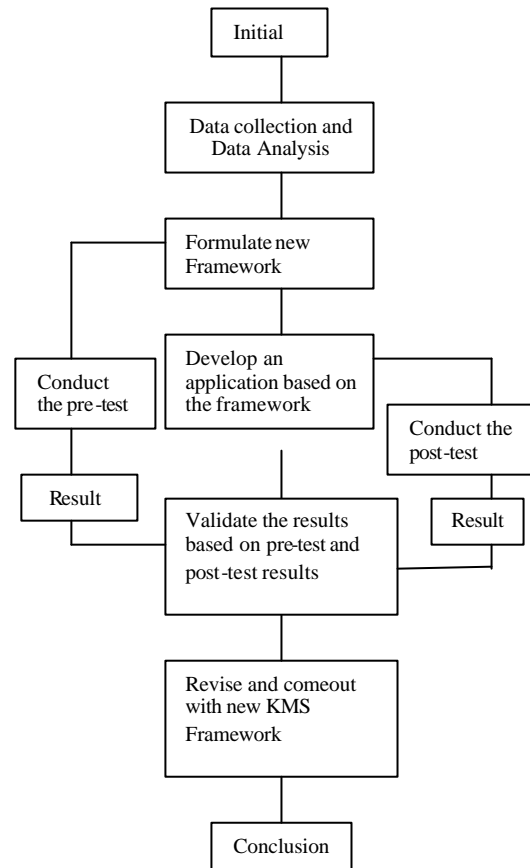 Initial
Data collection and
Data Analysis
Formulate new
Framework
Develop an
application based on
the framework
Conduct
the pre-test
Conduct the
post-test
Result
Result
Validate the results
based on pre-test and
post-test results
Revise and comeout
with new KMS
Framework
Conclusion